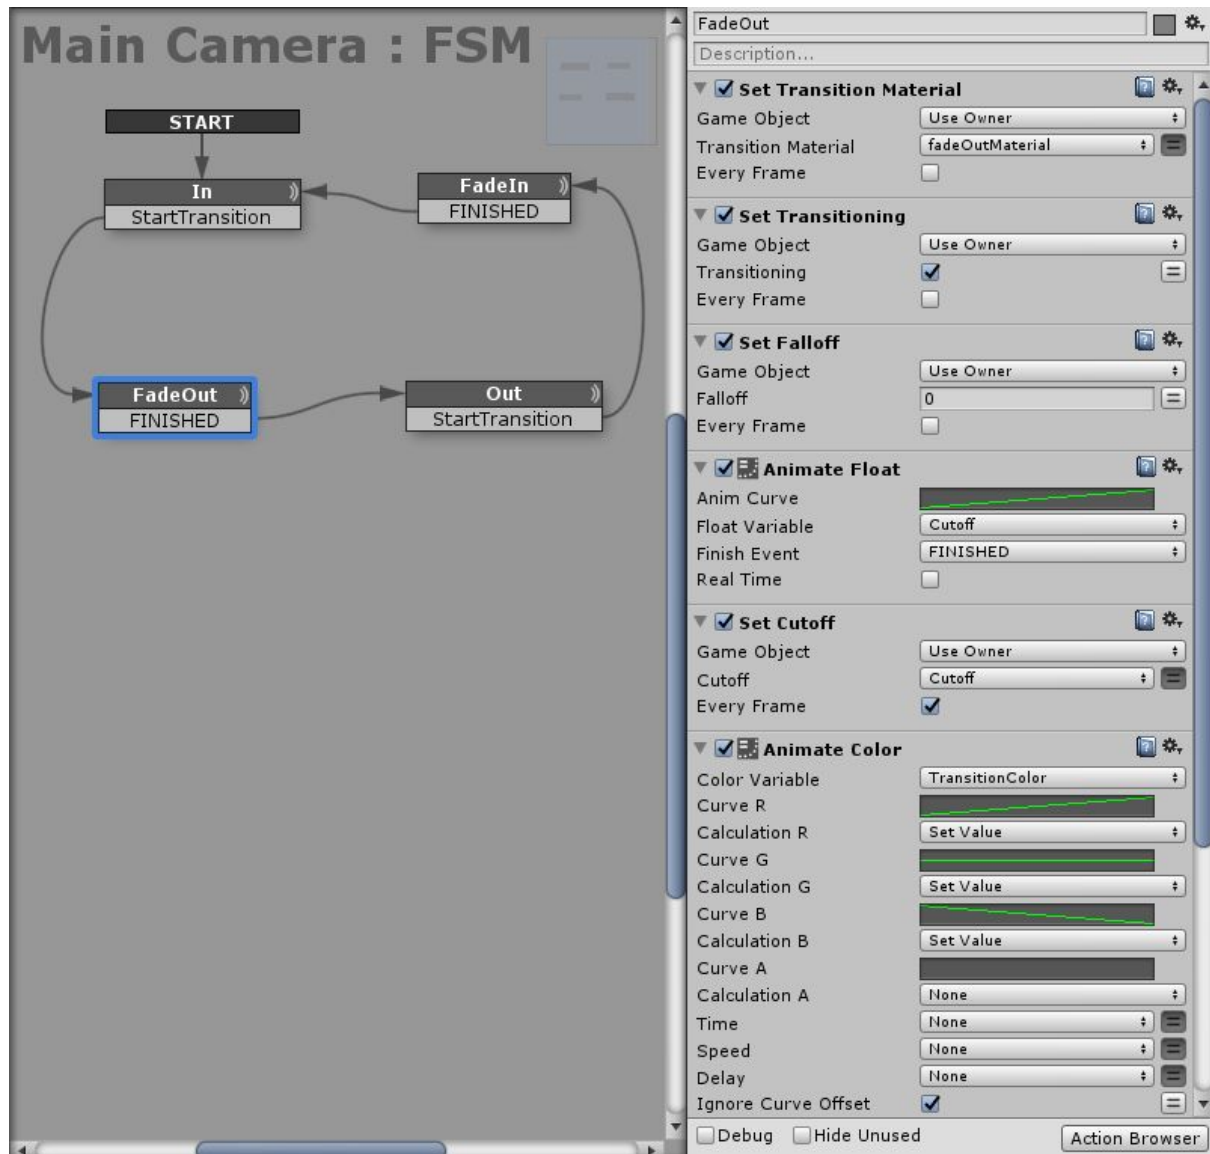 Main Camera : FSM
START
In
StartTransition
FadeIn
FINISHED
FadeOut
FINISHED
Out
StartTransition
FadeOut
Description...
Set Transition Material
Game Object Use Owner
Transition Material fadeOutMaterial
Every Frame
Set Transitioning
Game Object Use Owner
Transitioning
Every Frame
Set Falloff
Game Object Use Owner
Falloff 0
Every Frame
Animate Float
Anim Curve
Float Variable Cutoff
Finish Event FINISHED
Real Time
Set Cutoff
Game Object Use Owner
Cutoff Cutoff
Every Frame
Animate Color
Color Variable TransitionColor
Curve R
Calculation R Set Value
Curve G
Calculation G Set Value
Curve B
Calculation B Set Value
Curve A
Calculation A None
Time None
Speed None
Delay None
Ignore Curve Offset
Debug Hide Unused Action Browser